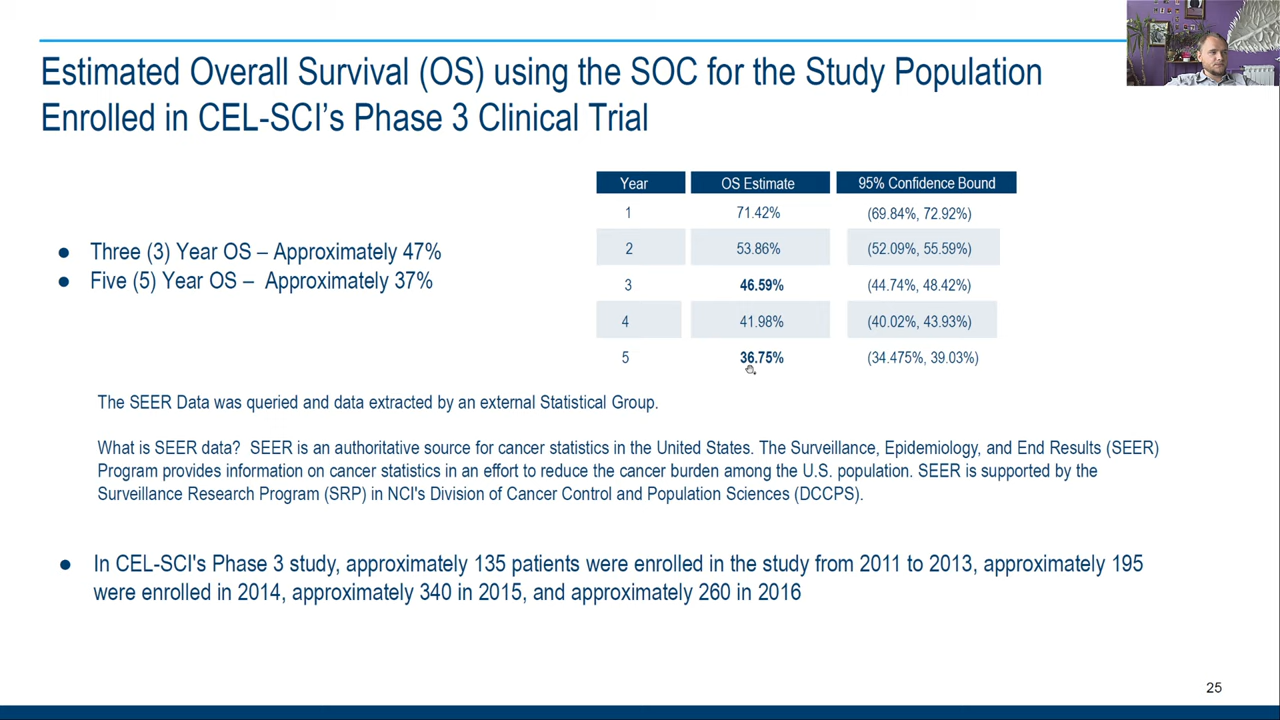 Estimated Overall Survival (OS) using the SOC for the Study Population
Enrolled in CEL-SCI's Phase 3 Clinical Trial
● Three (3) Year OS – Approximately 47%
● Five (5) Year OS – Approximately 37%
Year OS Estimate 95% Confidence Bound
1 71.42% (69.84%, 72.92%)
2 53.86% (52.09%, 55.59%)
3 46.59% (44.74%, 48.42%)
4 41.98% (40.02%, 43.93%)
5 36.75% (34.475%, 39.03%)
The SEER Data was queried and data extracted by an external Statistical Group.
What is SEER data? SEER is an authoritative source for cancer statistics in the United States. The Surveillance, Epidemiology, and End Results (SEER)
Program provides information on cancer statistics in an effort to reduce the cancer burden among the U.S. population. SEER is supported by the
Surveillance Research Program (SRP) in NCI's Division of Cancer Control and Population Sciences (DCCPS).
● In CEL-SCI's Phase 3 study, approximately 135 patients were enrolled in the study from 2011 to 2013, approximately 195
were enrolled in 2014, approximately 340 in 2015, and approximately 260 in 2016
25